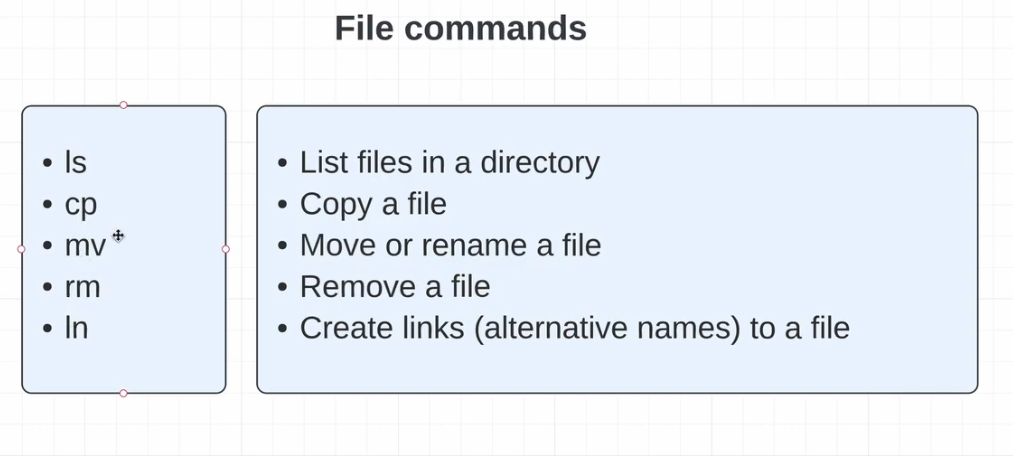 File commands
• ls
• cp
• mv
• rm
• ln
• List files in a directory
• Copy a file
• Move or rename a file
• Remove a file
• Create links (alternative names) to a file